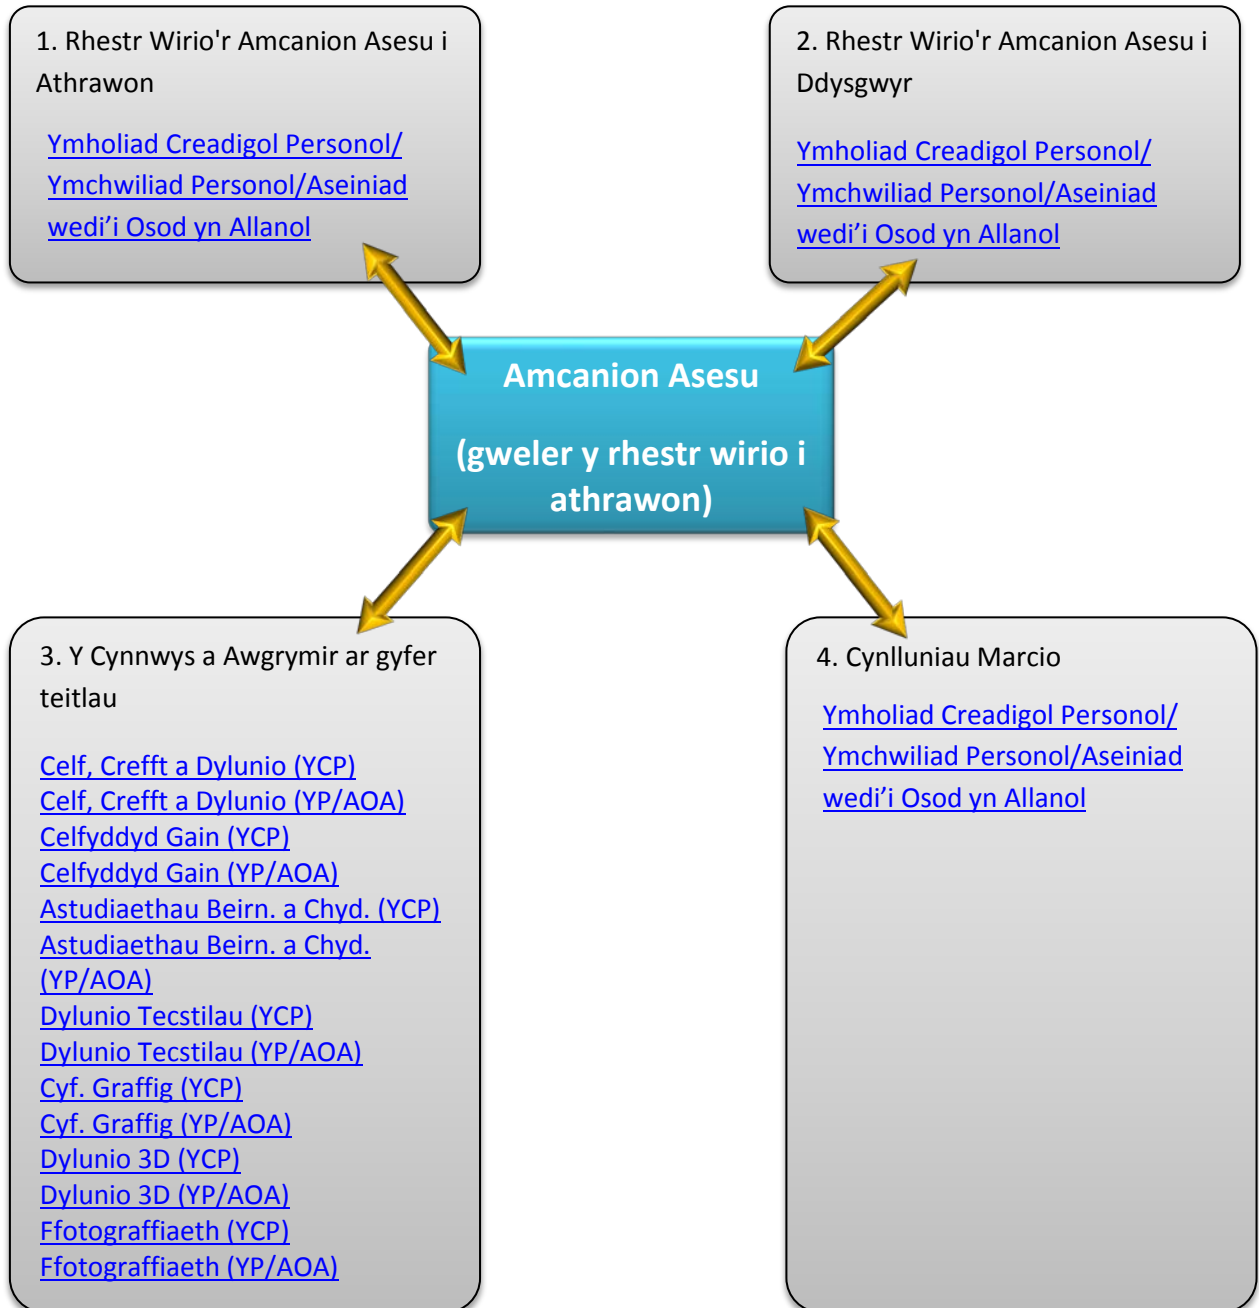 1. Rhestr Wirio'r Amcanion Asesu i
Athrawon
Ymholiad Creadigol Personol/
Ymchwiliad Personol/Aseiniad
wedi’i Osod yn Allanol
2. Rhestr Wirio'r Amcanion Asesu i
Ddysgwyr
Ymholiad Creadigol Personol/
Ymchwiliad Personol/Aseiniad
wedi’i Osod yn Allanol
Amcanion Asesu
(gweler y rhestr wirio i
athrawon)
3. Y Cynnwys a Awgrymir ar gyfer
teitlau
Celf, Crefft a Dylunio (YCP)
Celf, Crefft a Dylunio (YP/AOA)
Celfyddyd Gain (YCP)
Celfyddyd Gain (YP/AOA)
Astudiaethau Beirn. a Chyd. (YCP)
Astudiaethau Beirn. a Chyd.
(YP/AOA)
Dylunio Tecstilau (YCP)
Dylunio Tecstilau (YP/AOA)
Cyf. Graffig (YCP)
Cyf. Graffig (YP/AOA)
Dylunio 3D (YCP)
Dylunio 3D (YP/AOA)
Ffotograffiaeth (YCP)
Ffotograffiaeth (YP/AOA)
4. Cynlluniau Marcio
Ymholiad Creadigol Personol/
Ymchwiliad Personol/Aseiniad
wedi’i Osod yn Allanol